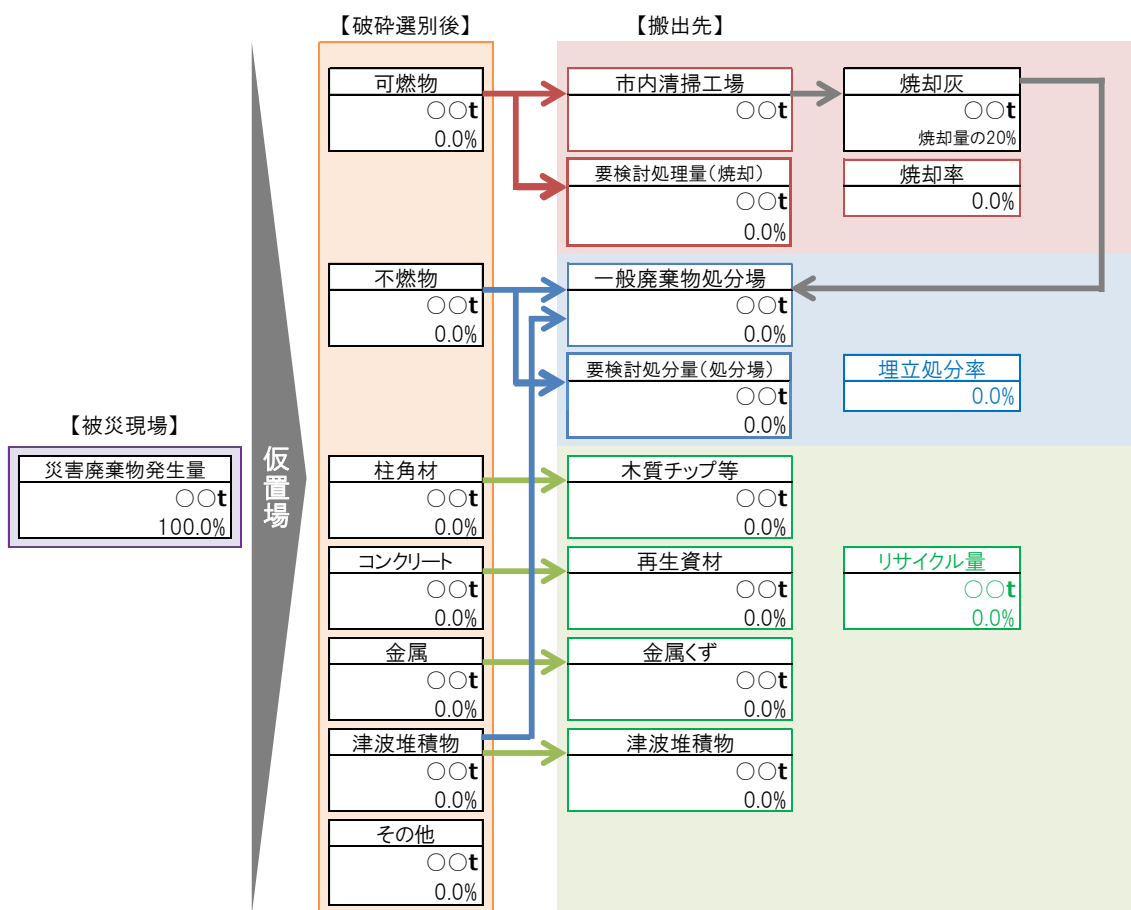 【破砕選別後】
【搬出先】
可燃物
○○t
0.0%
市内清掃工場
○○t
焼却灰
○○t
焼却量の20%
要検討処理量(焼却)
○○t
0.0%
焼却率
0.0%
不燃物
○○t
0.0%
一般廃棄物処分場
○○t
0.0%
要検討処分量(処分場)
○○t
0.0%
埋立処分率
0.0%
【被災現場】
災害廃棄物発生量
○○t
100.0%
仮置場
柱角材
○○t
0.0%
木質チップ等
○○t
0.0%
コンクリート
○○t
0.0%
再生資材
○○t
0.0%
リサイクル量
○○t
0.0%
金属
○○t
0.0%
金属くず
○○t
0.0%
津波堆積物
○○t
0.0%
津波堆積物
○○t
0.0%
その他
○○t
0.0%